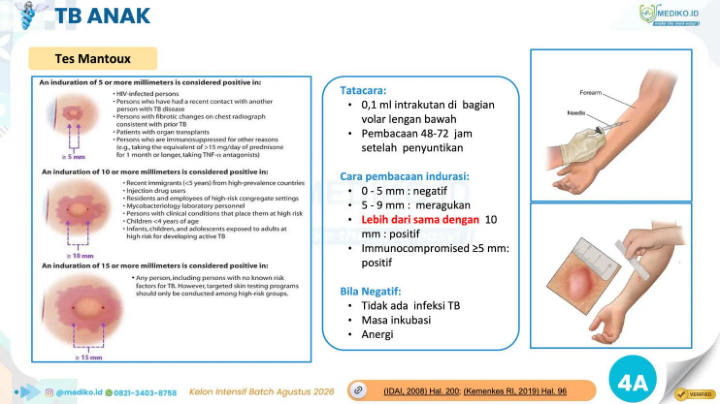 TB ANAK
MEDIKO.ID
Tes Mantoux
An induration of 5 or more millimeters is considered positive in:
• HIV-infected persons
• Persons who have had a recent contact with another
person with TB disease
• Persons with fibrotic changes on chest radiograph
consistent with prior TB
• Patients with organ transplants
• Persons who are immunosuppressed for other reasons
(e.g., taking the equivalent of >15 mg/day of prednisone
for 1 month or longer, taking TNF-α antagonists)
≥ 5 mm
An induration of 10 or more millimeters is considered positive in:
• Recent immigrants (<5 years) from high-prevalence countries
• Injection drug users
• Residents and employees of high-risk congregate settings
• Mycobacteriology laboratory personnel
• Persons with clinical conditions that place them at high risk
• Children <4 years of age
• Infants, children, and adolescents exposed to adults at
high risk for developing active TB
≥ 10 mm
An induration of 15 or more millimeters is considered positive in:
• Any person, including persons with no known risk
factors for TB. However, targeted skin testing programs
should only be conducted among high-risk groups.
≥ 15 mm
Tatacara:
• 0,1 ml intrakutan di bagian
volar lengan bawah
• Pembacaan 48-72 jam
setelah penyuntikan
Cara pembacaan indurasi:
• 0 - 5 mm : negatif
• 5 - 9 mm : meragukan
• Lebih dari sama dengan 10
mm : positif
• Immunocompromised ≥5 mm:
positif
Bila Negatif:
• Tidak ada infeksi TB
• Masa inkubasi
• Anergi
Forearm
Needle
@mediko.id 0821-3403-8758
Kelon Intensif Batch Agustus 2026
(IDAI, 2008) Hal. 200; (Kemenkes RI, 2019) Hal. 96
4A
VERIFIED